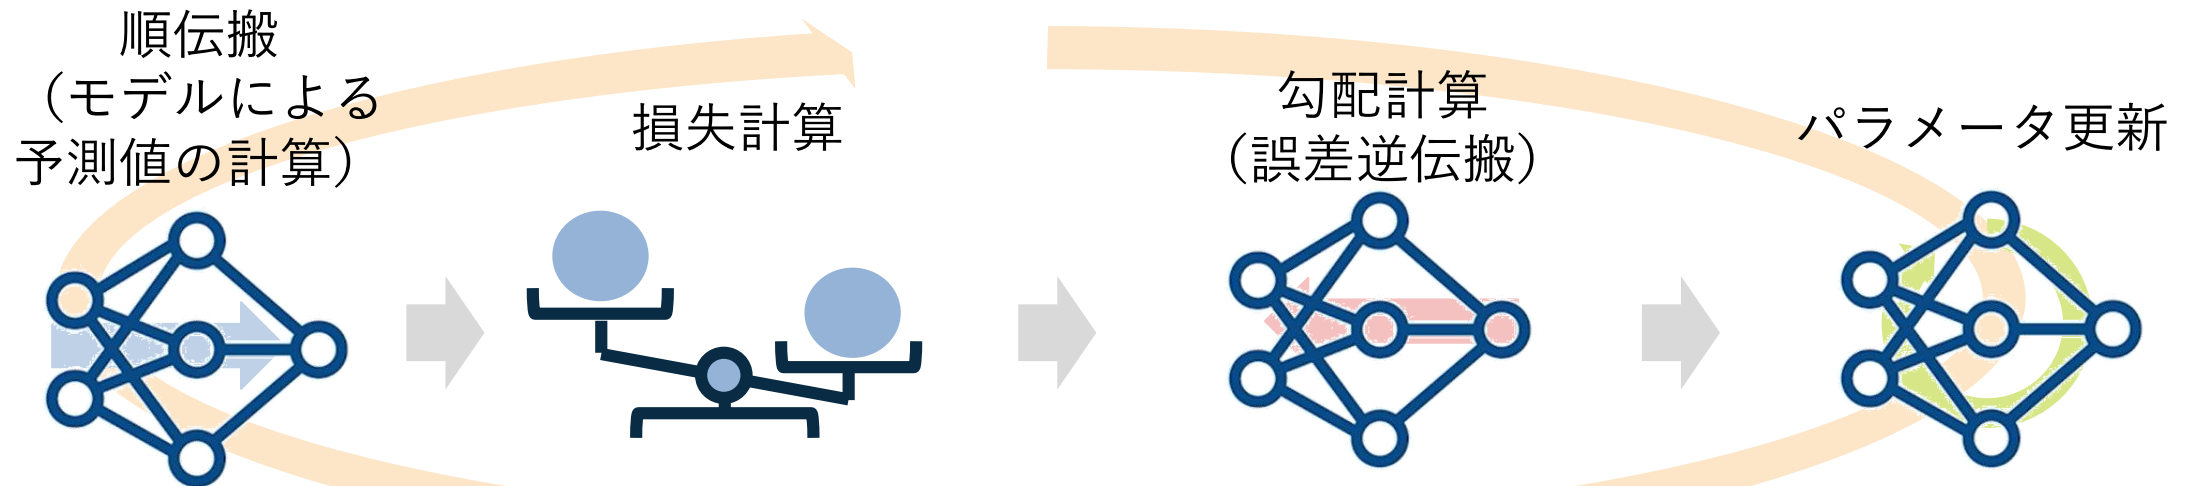 順伝搬
（モデルによる
予測値の計算）
損失計算
勾配計算
（誤差逆伝搬）
パラメータ更新